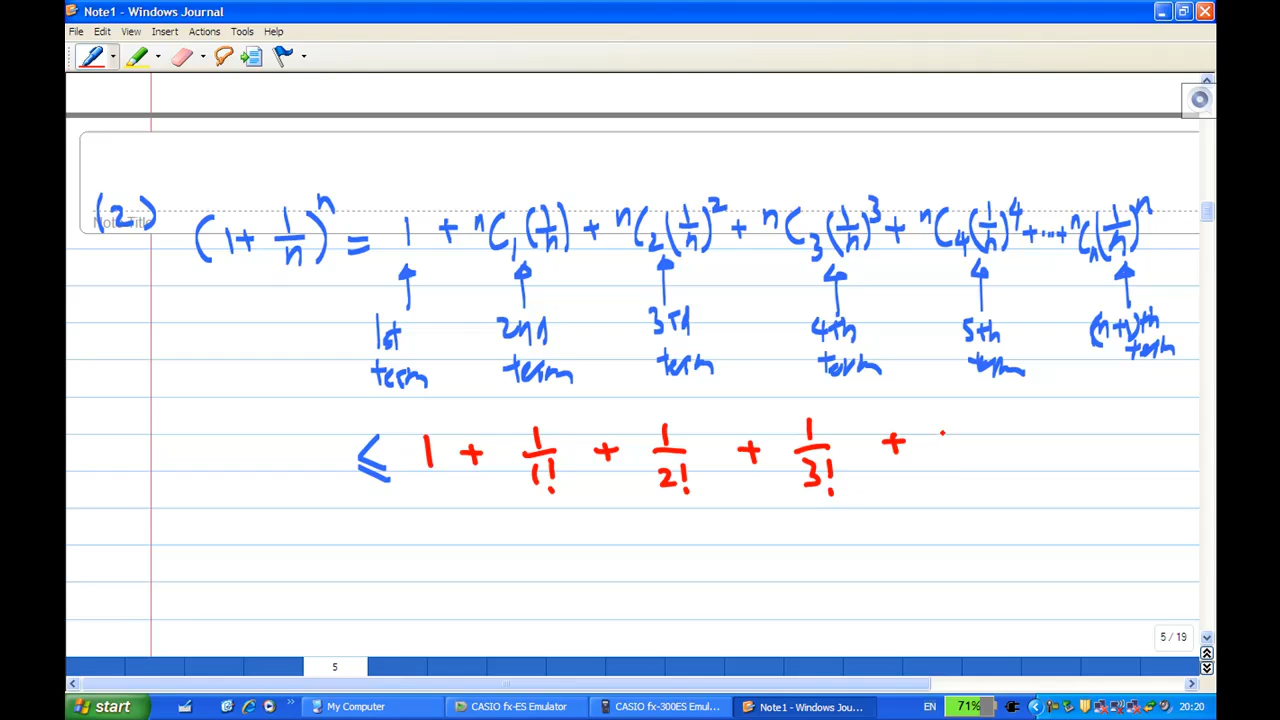 Note1 - Windows Journal
File Edit View Insert Actions Tools Help
Note Title
(2) (1 + 1/n)^n = 1 + ⁿC₁(1/n) + ⁿC₂(1/n)² + ⁿC₃(1/n)³ + ⁿC₄(1/n)⁴ + ... + ⁿCₙ(1/n)ⁿ
1st term 2nd term 3rd term 4th term 5th term (n+1)th term
≤ 1 + 1/1! + 1/2! + 1/3! +
5 / 19
5
start My Computer CASIO fx-ES Emulator CASIO fx-300ES Emul... Note1 - Windows Jou... EN 71% 20:20